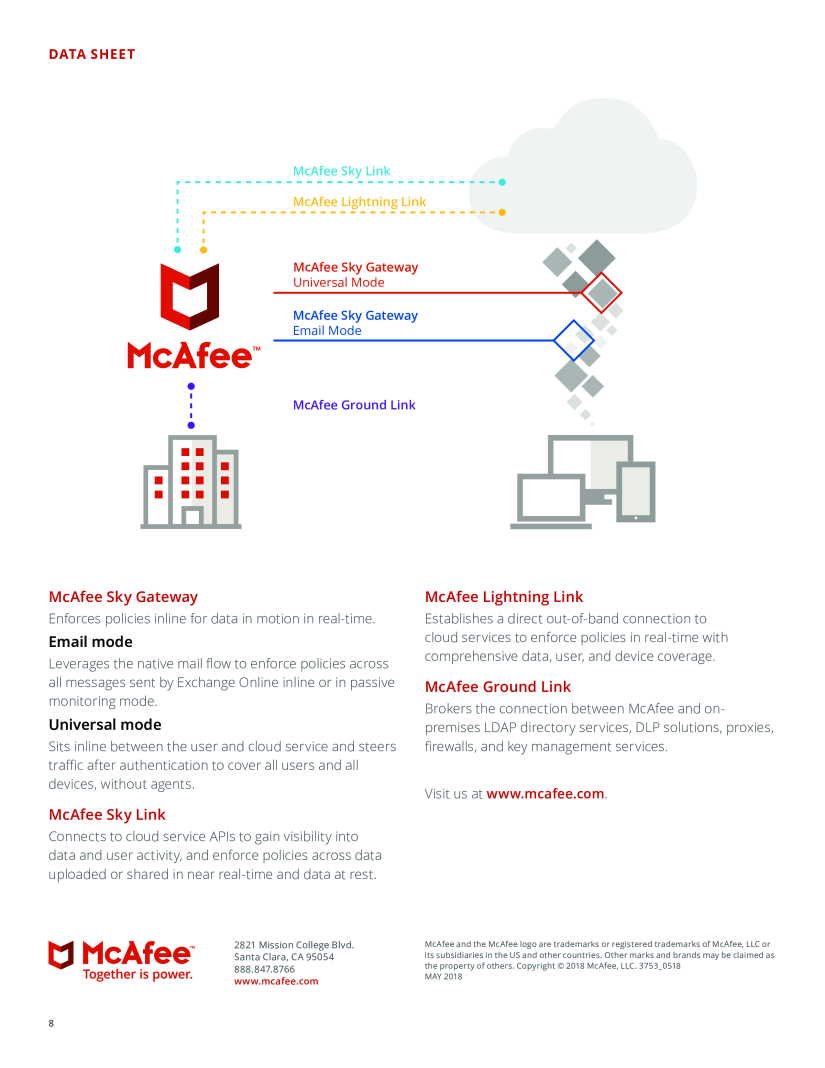 DATA SHEET
McAfee Sky Link
McAfee Lightning Link
McAfee Sky Gateway
Universal Mode
McAfee Sky Gateway
Email Mode
McAfee™
McAfee Ground Link
McAfee Sky Gateway
Enforces policies inline for data in motion in real-time.
Email mode
Leverages the native mail flow to enforce policies across
all messages sent by Exchange Online inline or in passive
monitoring mode.
Universal mode
Sits inline between the user and cloud service and steers
traffic after authentication to cover all users and all
devices, without agents.
McAfee Sky Link
Connects to cloud service APIs to gain visibility into
data and user activity, and enforce policies across data
uploaded or shared in near real-time and data at rest.
McAfee Lightning Link
Establishes a direct out-of-band connection to
cloud services to enforce policies in real-time with
comprehensive data, user, and device coverage.
McAfee Ground Link
Brokers the connection between McAfee and on-
premises LDAP directory services, DLP solutions, proxies,
firewalls, and key management services.
Visit us at www.mcafee.com.
McAfee™
Together is power.
2821 Mission College Blvd.
Santa Clara, CA 95054
888.847.8766
www.mcafee.com
McAfee and the McAfee logo are trademarks or registered trademarks of McAfee, LLC or
its subsidiaries in the US and other countries. Other marks and brands may be claimed as
the property of others. Copyright © 2018 McAfee, LLC. 3753_0518
MAY 2018
8